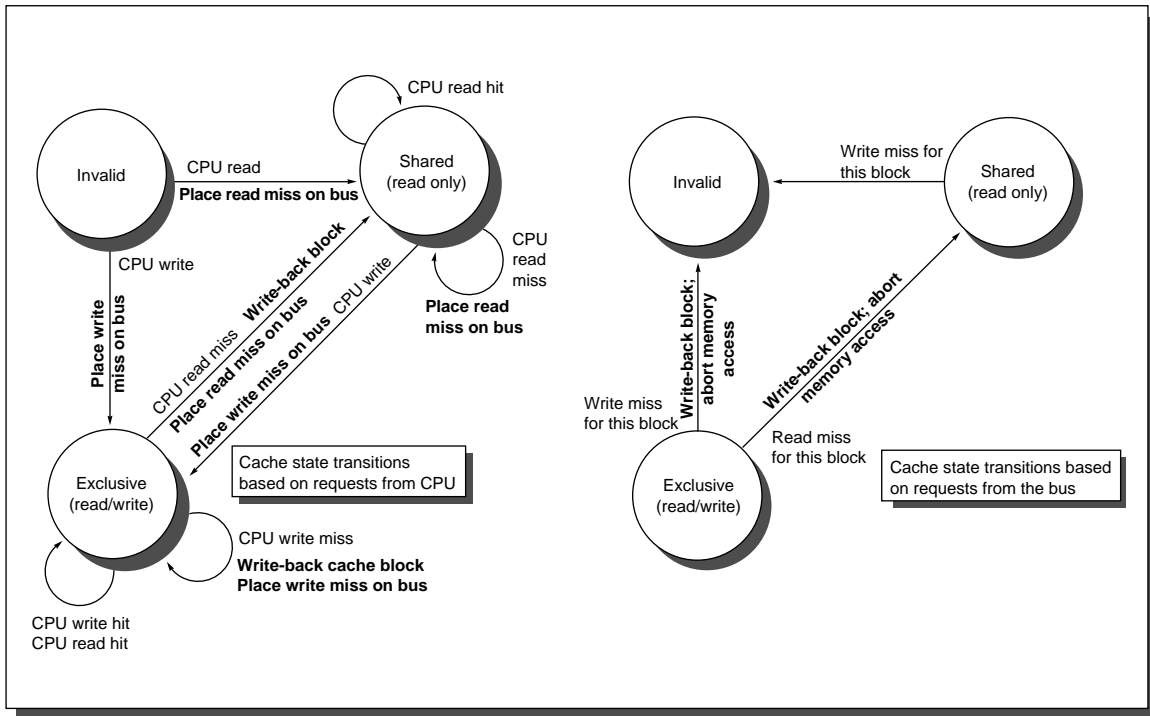 CPU read hit
Invalid
CPU read
Place read miss on bus
Shared
(read only)
CPU write
Place write
miss on bus
CPU read miss
Write-back block
Place read miss on bus
Place write miss on bus
CPU write
CPU
read
miss
Place read
miss on bus
Exclusive
(read/write)
Cache state transitions
based on requests from CPU
CPU write miss
Write-back cache block
Place write miss on bus
CPU write hit
CPU read hit
Invalid
Write miss for
this block
Shared
(read only)
Write-back block;
abort memory
access
Write-back block; abort
memory access
Write miss
for this block
Read miss
for this block
Exclusive
(read/write)
Cache state transitions based
on requests from the bus